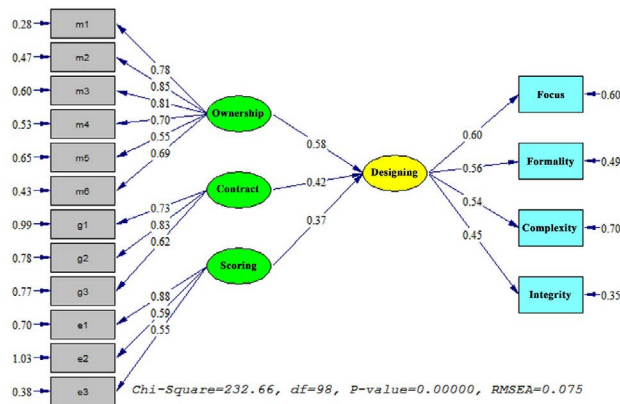 0.28 m1
0.47 m2
0.60 m3
0.53 m4
0.65 m5
0.43 m6
0.99 g1
0.78 g2
0.77 g3
0.70 e1
1.03 e2
0.38 e3
0.78
0.85
0.81
0.70
0.55
0.69
0.73
0.83
0.62
0.88
0.59
0.55
Ownership
Contract
Scoring
0.58
0.42
0.37
Designing
0.60
0.56
0.54
0.45
Focus 0.60
Formality 0.49
Complexity 0.70
Integrity 0.35
Chi-Square=232.66, df=98, P-value=0.00000, RMSEA=0.075